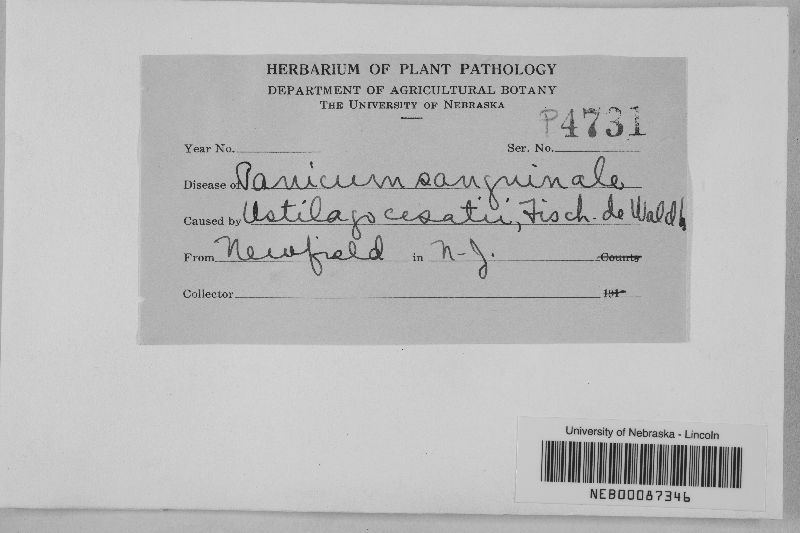 HERBARIUM OF PLANT PATHOLOGY
DEPARTMENT OF AGRICULTURAL BOTANY
THE UNIVERSITY OF NEBRASKA
P4731
Year No. Ser. No.
Disease of Panicum sanguinale
Caused by Ustilago cesatii, Fisch. de Waldh
From Newfield in N-J. County
Collector 191
University of Nebraska - Lincoln
NEB00087346